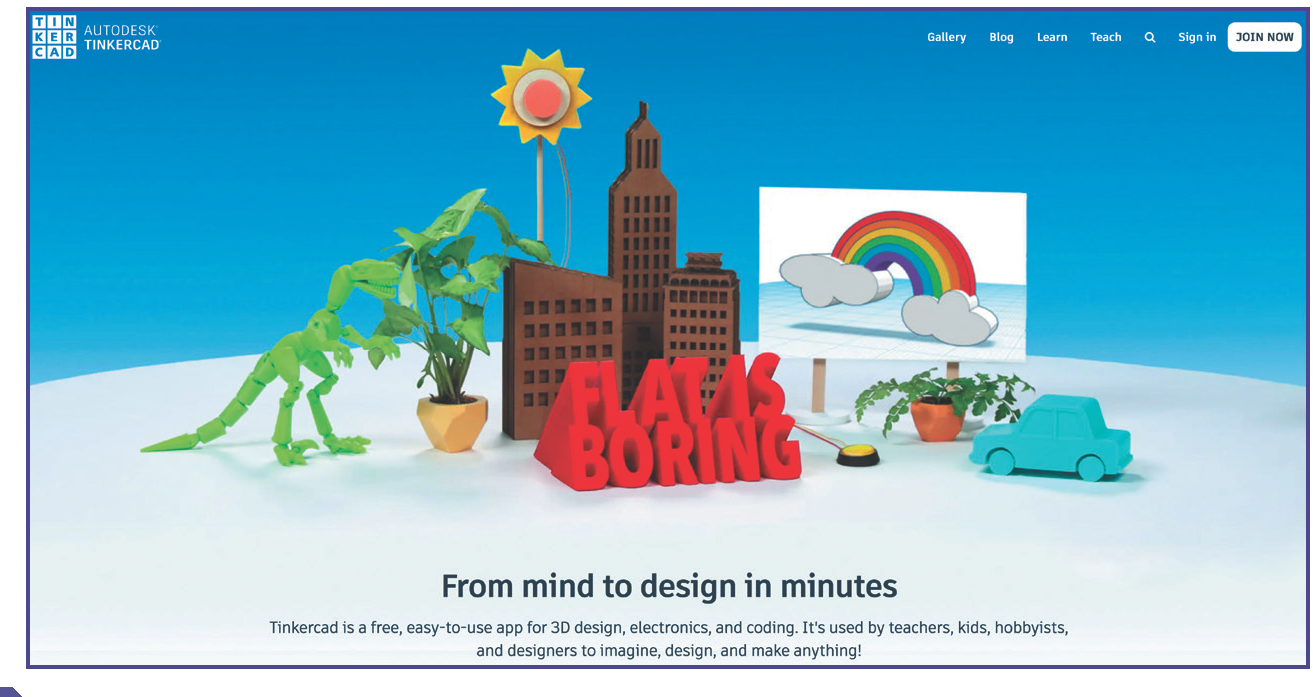 TIN
KER
CAD
AUTODESK®
TINKERCAD®
Gallery Blog Learn Teach Sign in JOIN NOW
FLAT IS
BORING
From mind to design in minutes
Tinkercad is a free, easy-to-use app for 3D design, electronics, and coding. It's used by teachers, kids, hobbyists,
and designers to imagine, design, and make anything!